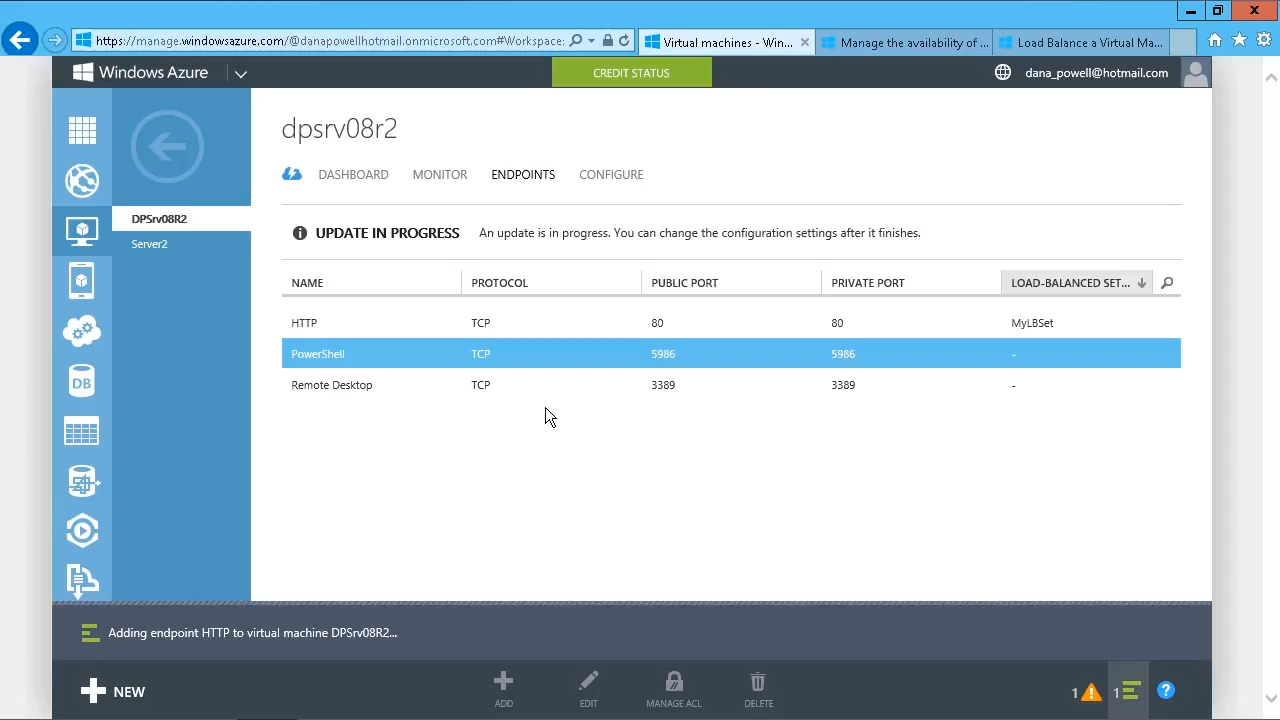 https://manage.windowsazure.com/@danapowellhotmail.onmicrosoft.com#Workspace:
Virtual machines - Win...
Manage the availability of ...
Load Balance a Virtual Ma...
Windows Azure
CREDIT STATUS
dana_powell@hotmail.com
dpsrv08r2
DASHBOARD MONITOR ENDPOINTS CONFIGURE
DPSrv08R2
Server2
UPDATE IN PROGRESS An update is in progress. You can change the configuration settings after it finishes.
NAME PROTOCOL PUBLIC PORT PRIVATE PORT LOAD-BALANCED SET...
HTTP TCP 80 80 MyLBSet
PowerShell TCP 5986 5986 -
Remote Desktop TCP 3389 3389 -
DB
Adding endpoint HTTP to virtual machine DPSrv08R2...
NEW
ADD
EDIT
MANAGE ACL
DELETE
1
1
?